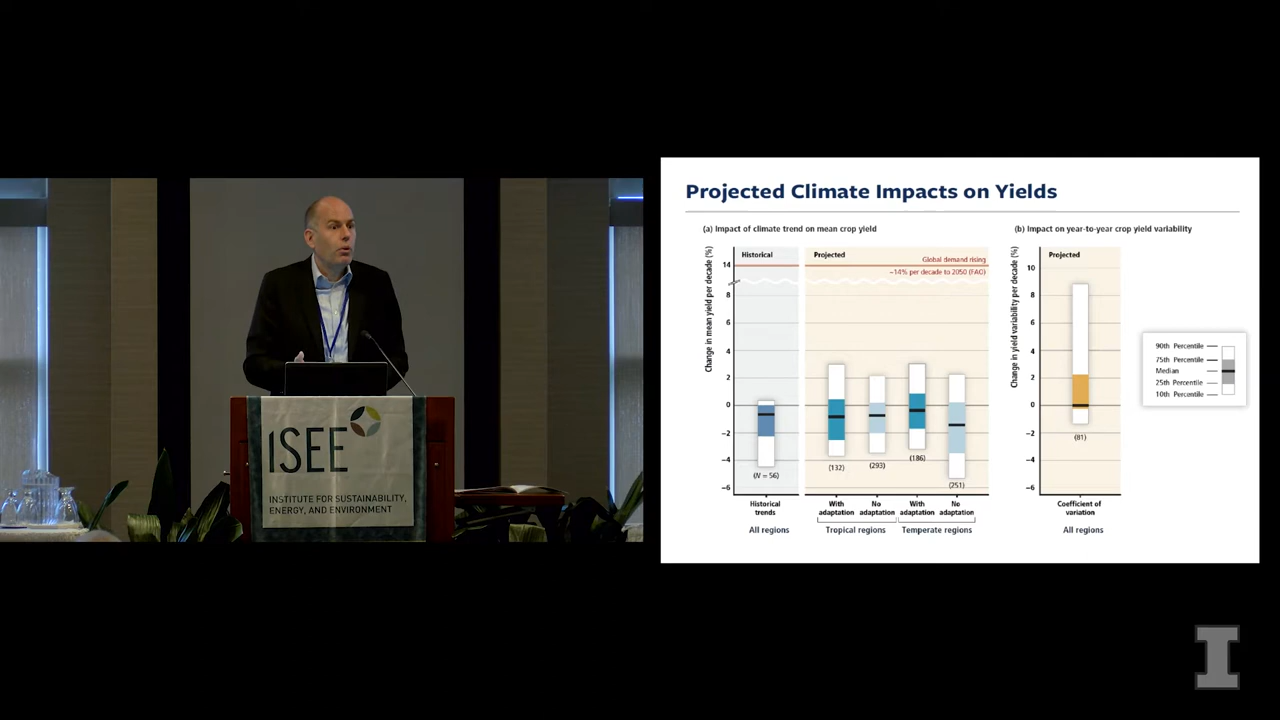 ISEE
INSTITUTE FOR SUSTAINABILITY,
ENERGY, AND ENVIRONMENT
Projected Climate Impacts on Yields
(a) Impact of climate trend on mean crop yield
Change in mean yield per decade (%)
Historical
Projected
Global demand rising
~14% per decade to 2050 (FAO)
14
8
6
4
2
0
−2
−4
−6
(N = 56)
(132)
(293)
(186)
(251)
Historical
trends
With
adaptation
No
adaptation
With
adaptation
No
adaptation
All regions
Tropical regions
Temperate regions
(b) Impact on year-to-year crop yield variability
Change in yield variability per decade (%)
Projected
10
8
6
4
2
0
−2
−4
−6
(81)
Coefficient of
variation
All regions
90th Percentile
75th Percentile
Median
25th Percentile
10th Percentile
I